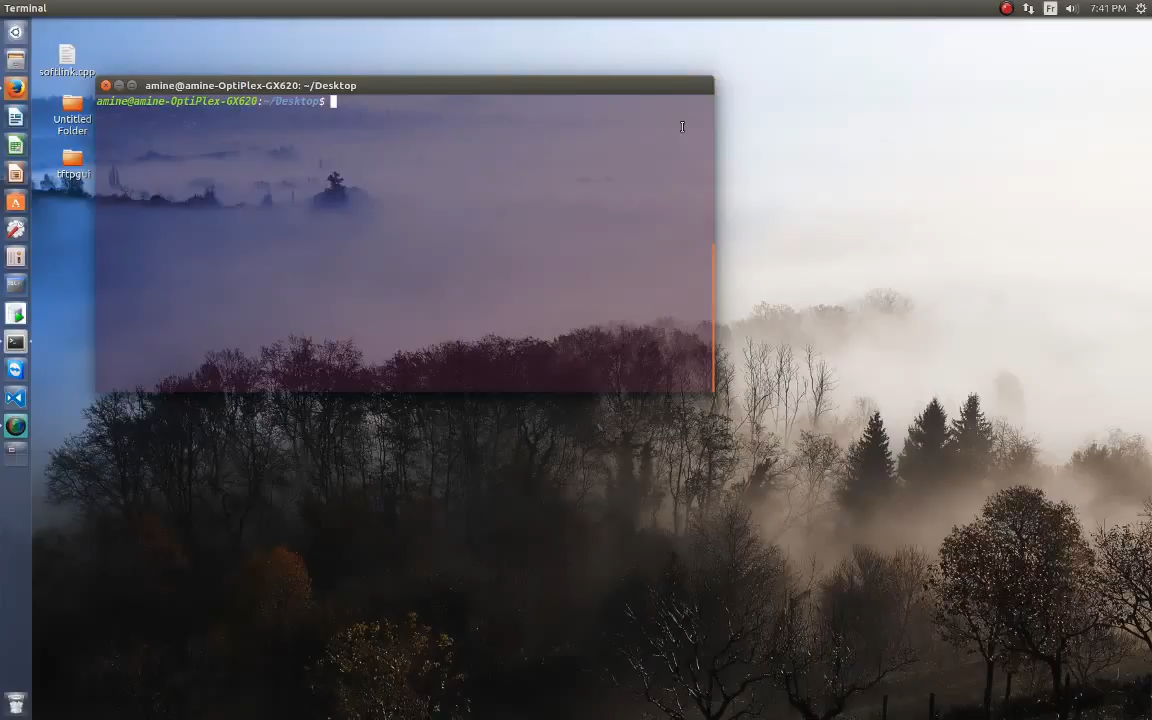 Terminal
Fr
7:41 PM
softlink.cpp
amine@amine-OptiPlex-GX620: ~/Desktop
amine@amine-OptiPlex-GX620:~/Desktop$
Untitled
Folder
tftpgui